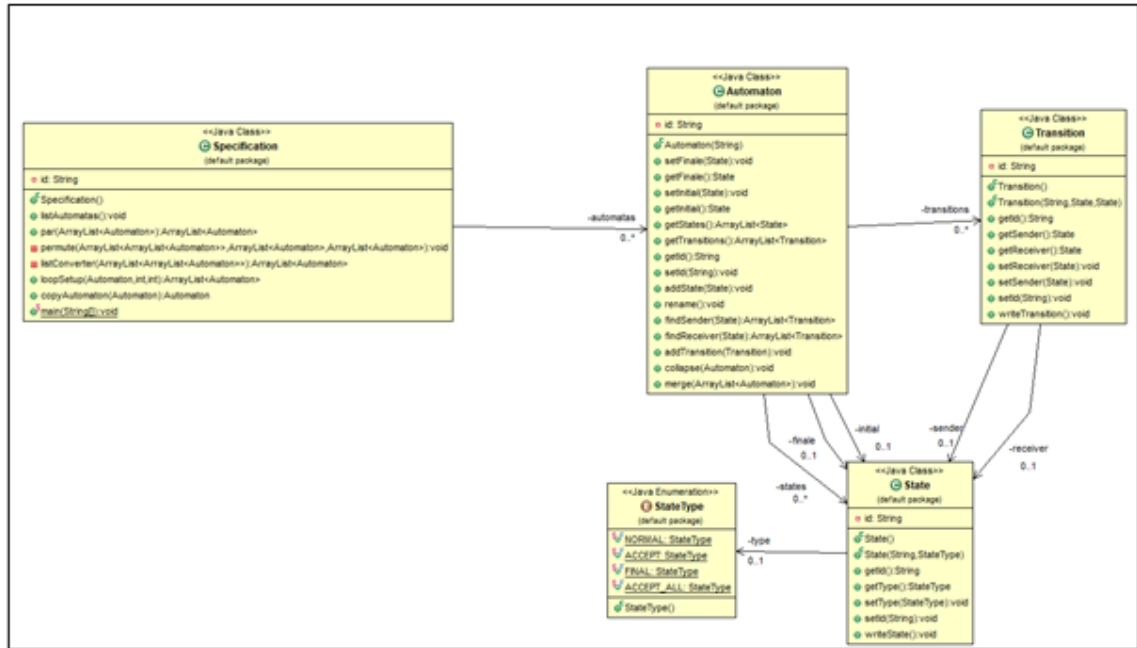 <<Java Class>>
Specification
(default package)
id: String
Specification()
listAutomatas():void
par(ArrayList<Automaton>):ArrayList<Automaton>
permute(ArrayList<ArrayList<Automaton>>,ArrayList<Automaton>,ArrayList<Automaton>):void
listConverter(ArrayList<ArrayList<Automaton>>):ArrayList<Automaton>
loopSetup(Automaton,int,int):ArrayList<Automaton>
copyAutomaton(Automaton):Automaton
main(String[]):void
-automatas
0..*
<<Java Class>>
Automaton
(default package)
id: String
Automaton(String)
setFinale(State):void
getFinale():State
setInitial(State):void
getInitial():State
getStates():ArrayList<State>
getTransitions():ArrayList<Transition>
getId():String
setId(String):void
addState(State):void
rename():void
findSender(State):ArrayList<Transition>
findReceiver(State):ArrayList<Transition>
addTransition(Transition):void
collapse(Automaton):void
merge(ArrayList<Automaton>):void
-transitions
0..*
<<Java Class>>
Transition
(default package)
Transition()
Transition(String,State,State)
getId():String
getSender():State
getReceiver():State
setReceiver(State):void
setSender(State):void
setId(String):void
writeTransition():void
-initial
0..1
-finale
0..1
-states
0..*
-sender
0..1
-receiver
0..1
<<Java Enumeration>>
StateType
(default package)
NORMAL: StateType
ACCEPT: StateType
FINAL: StateType
ACCEPT_ALL: StateType
StateType()
-type
0..1
<<Java Class>>
State
(default package)
id: String
State()
State(String,StateType)
getId():String
getType():StateType
setType(StateType):void
setId(String):void
writeState():void